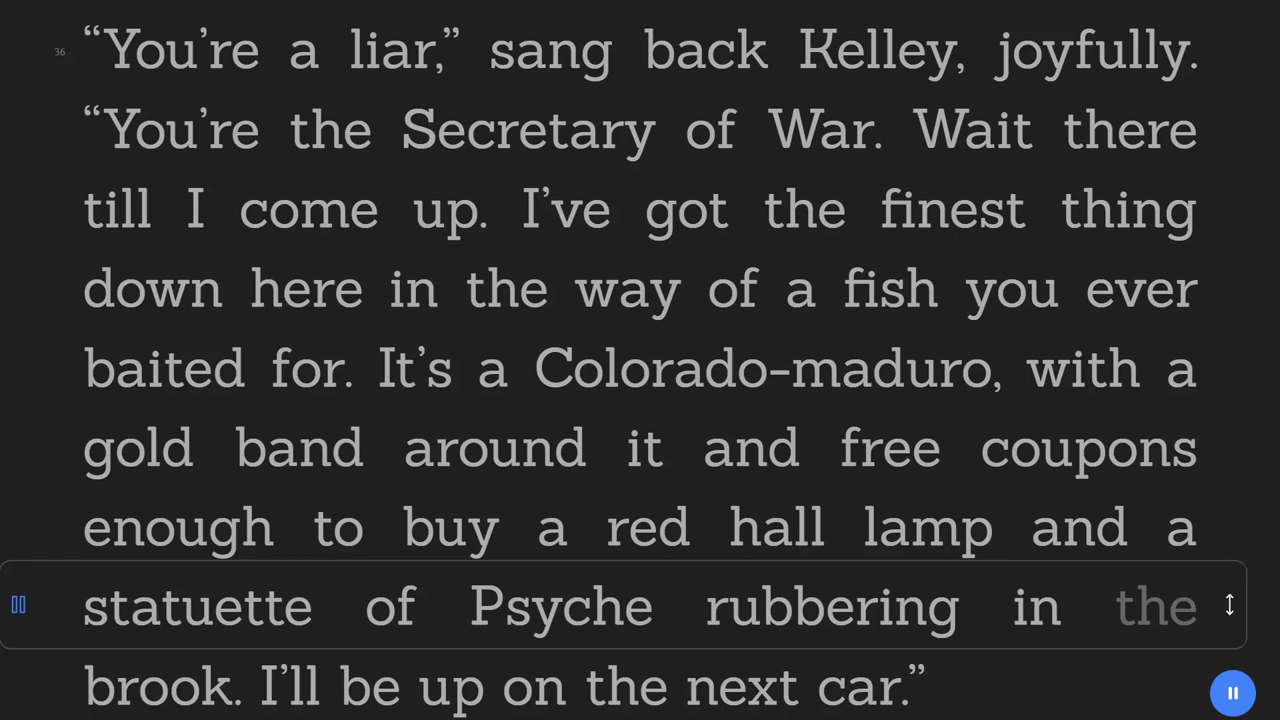 36
“You’re a liar,” sang back Kelley, joyfully.
“You’re the Secretary of War. Wait there
till I come up. I’ve got the finest thing
down here in the way of a fish you ever
baited for. It’s a Colorado-maduro, with a
gold band around it and free coupons
enough to buy a red hall lamp and a
statuette of Psyche rubbering in the
brook. I’ll be up on the next car.”